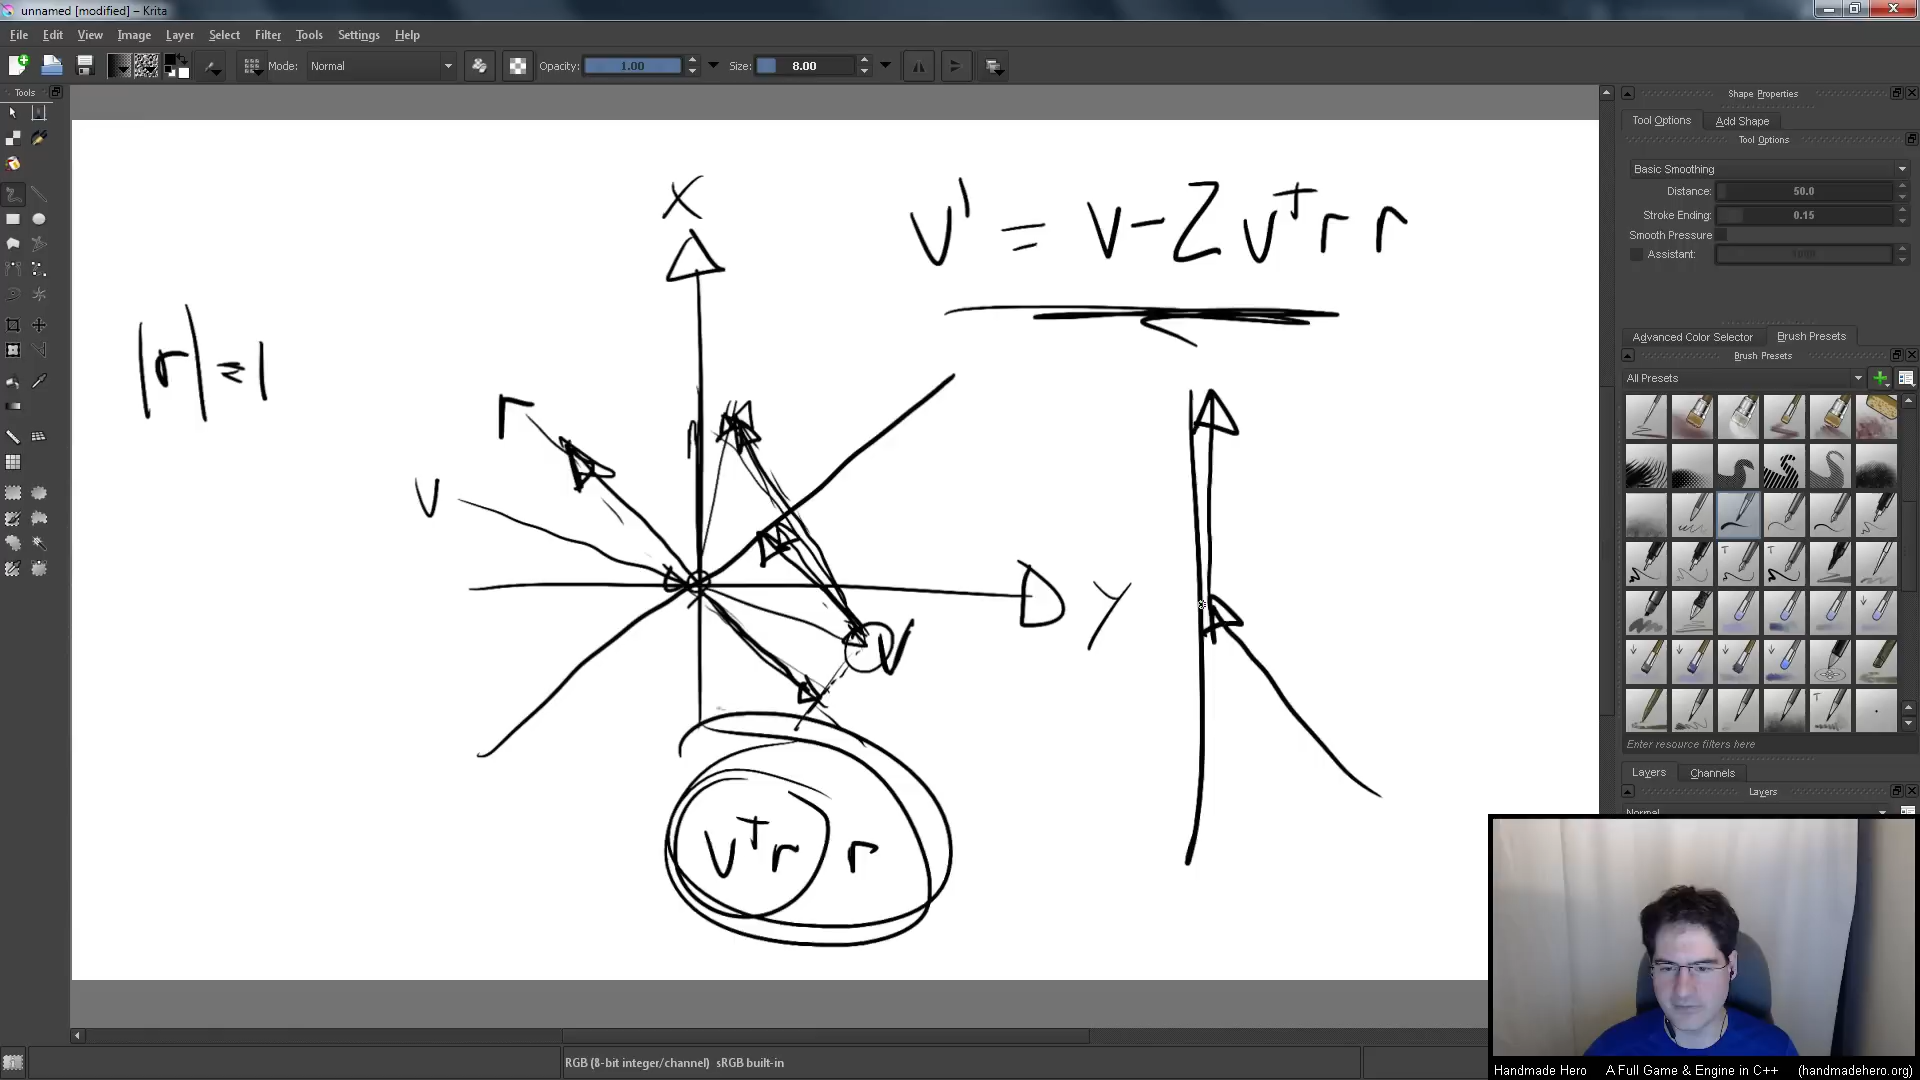 unnamed [modified] – Krita
File Edit View Image Layer Select Filter Tools Settings Help
Mode: Normal Opacity: 1.00 Size: 8.00
Tools
Shape Properties
Tool Options Add Shape
Tool Options
Basic Smoothing
Distance: 50.0
Stroke Ending: 0.15
Smooth Pressure
Assistant:
Advanced Color Selector Brush Presets
Brush Presets
All Presets
Enter resource filters here
Layers Channels
Layers
Normal
X
v' = v - 2 vᵀr r
|r| = 1
r
v
Y
v
vᵀr r
RGB (8-bit integer/channel) sRGB built-in
Handmade Hero A Full Game & Engine in C++ (handmadehero.org)